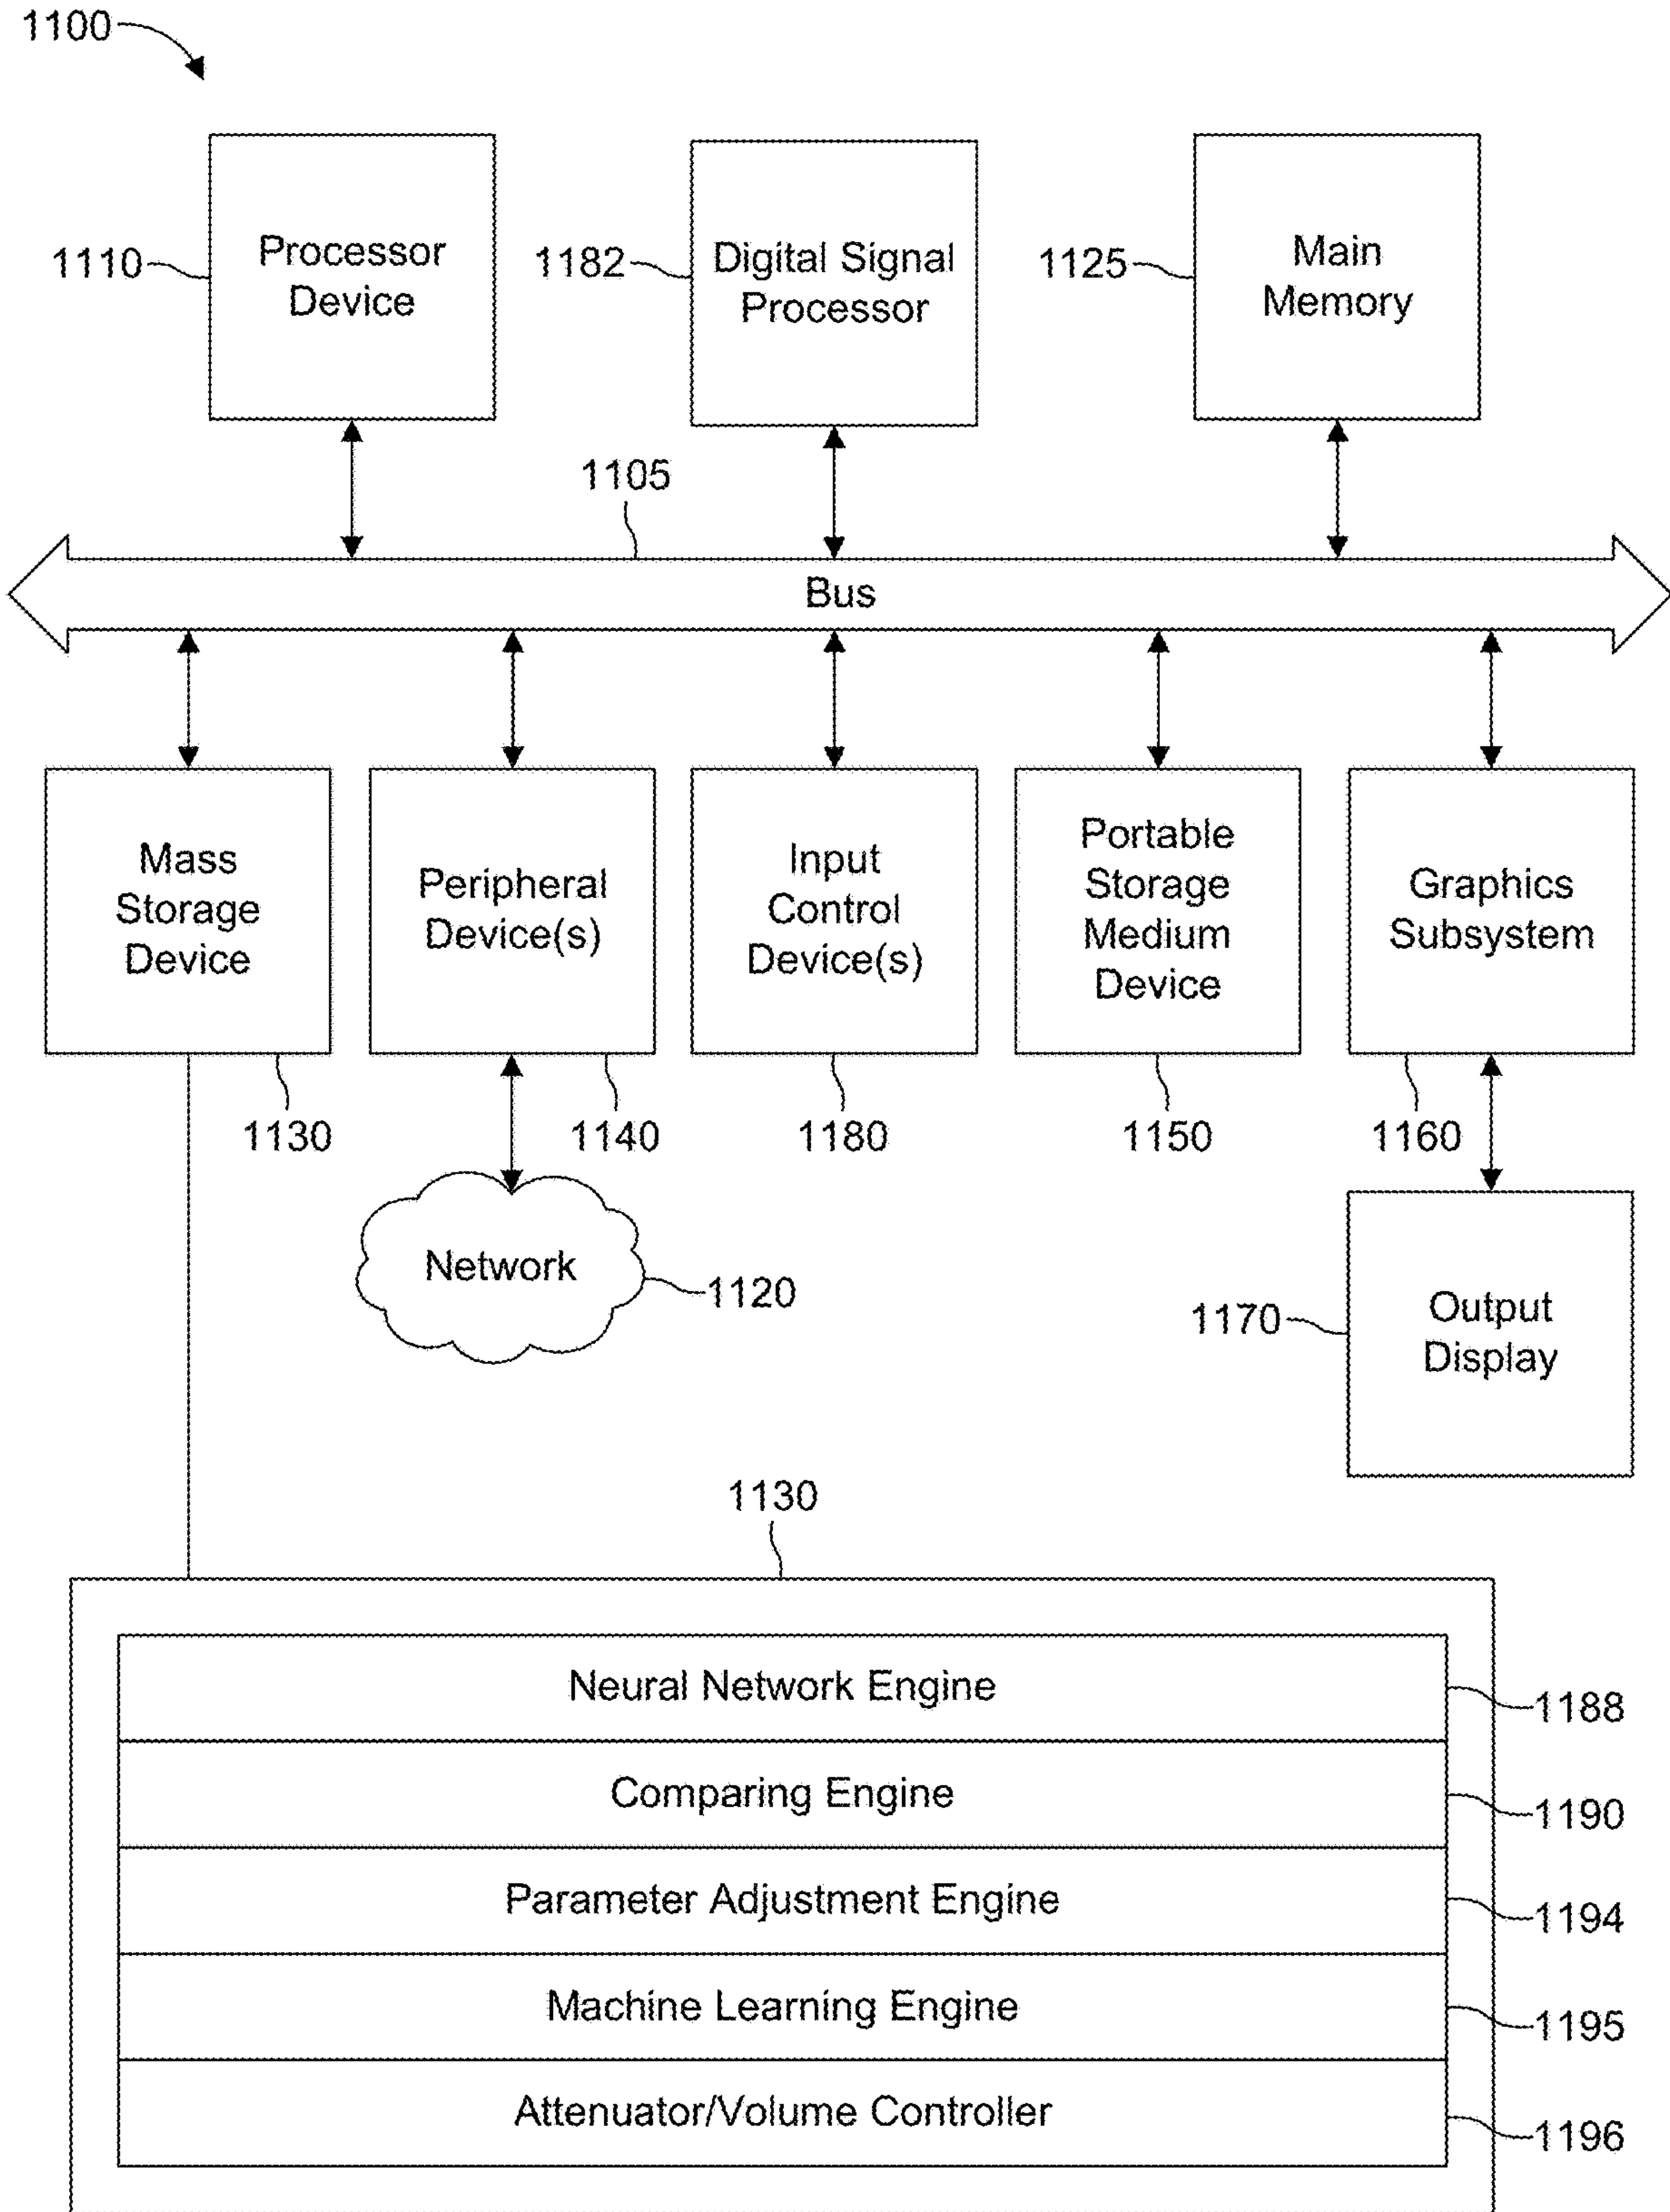 1100
Processor
Device
1110
Digital Signal
Processor
1182
Main
Memory
1125
1105
Bus
Mass
Storage
Device
Peripheral
Device(s)
Input
Control
Device(s)
Portable
Storage
Medium
Device
Graphics
Subsystem
1130
1140
1180
1150
1160
Network
1120
1170
Output
Display
1130
Neural Network Engine
1188
Comparing Engine
1190
Parameter Adjustment Engine
1194
Machine Learning Engine
1195
Attenuator/Volume Controller
1196